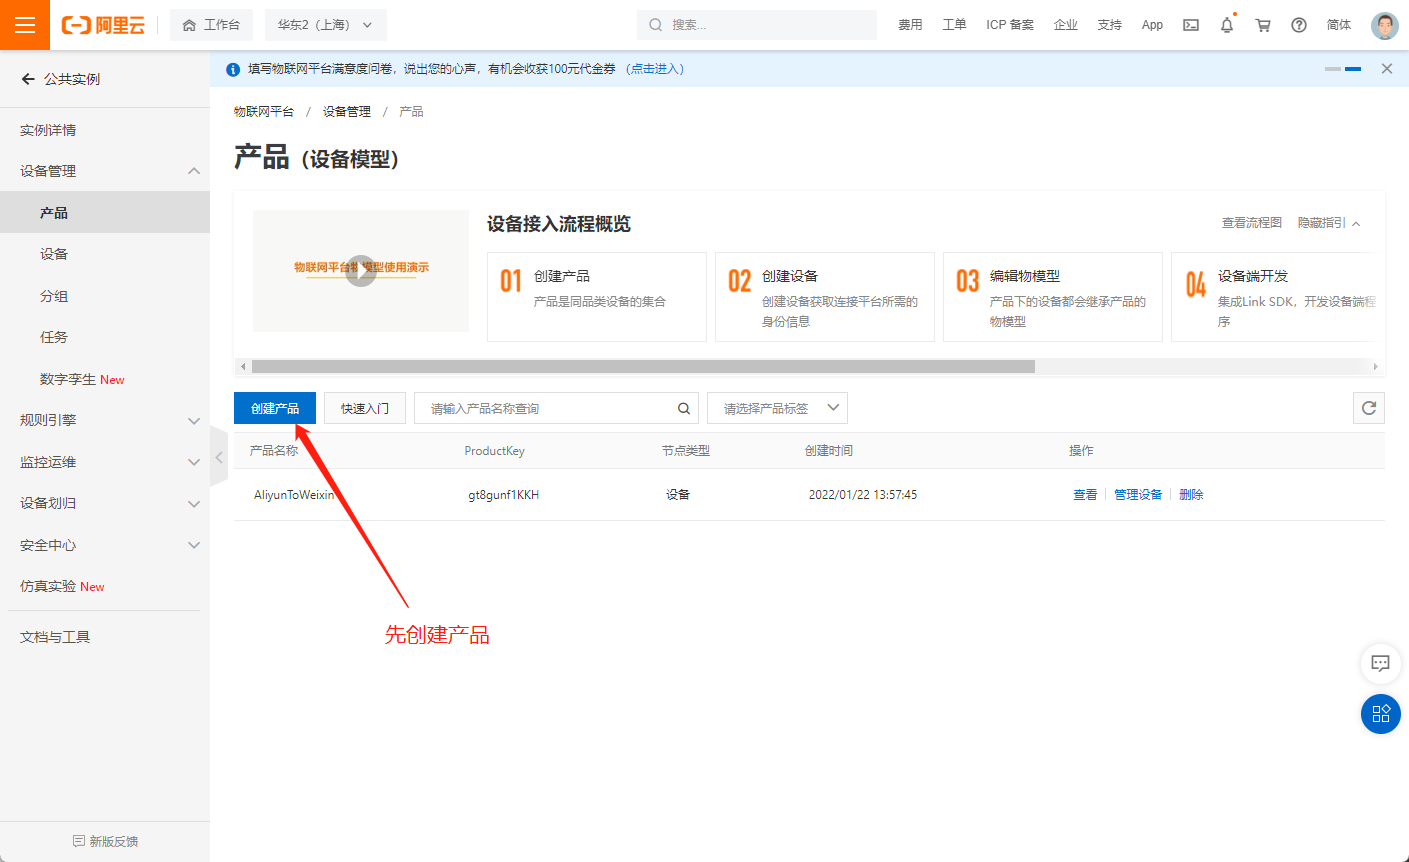 阿里云
工作台
华东2（上海）
搜索...
费用
工单
ICP 备案
企业
支持
App
简体
公共实例
填写物联网平台满意度问卷，说出您的心声，有机会收获100元代金券 （点击进入）
实例详情
设备管理
产品
设备
分组
任务
数字孪生 New
规则引擎
监控运维
设备划归
安全中心
仿真实验 New
文档与工具
新版反馈
物联网平台 / 设备管理 / 产品
产品（设备模型）
物联网平台物模型使用演示
设备接入流程概览
查看流程图
隐藏指引
01 创建产品
产品是同品类设备的集合
02 创建设备
创建设备获取连接平台所需的
身份信息
03 编辑物模型
产品下的设备都会继承产品的
物模型
04 设备端开发
集成Link SDK，开发设备端程
序
创建产品
快速入门
请输入产品名称查询
请选择产品标签
产品名称 ProductKey 节点类型 创建时间 操作
AliyunToWeixin gt8gunf1KKH 设备 2022/01/22 13:57:45 查看 管理设备 删除
先创建产品